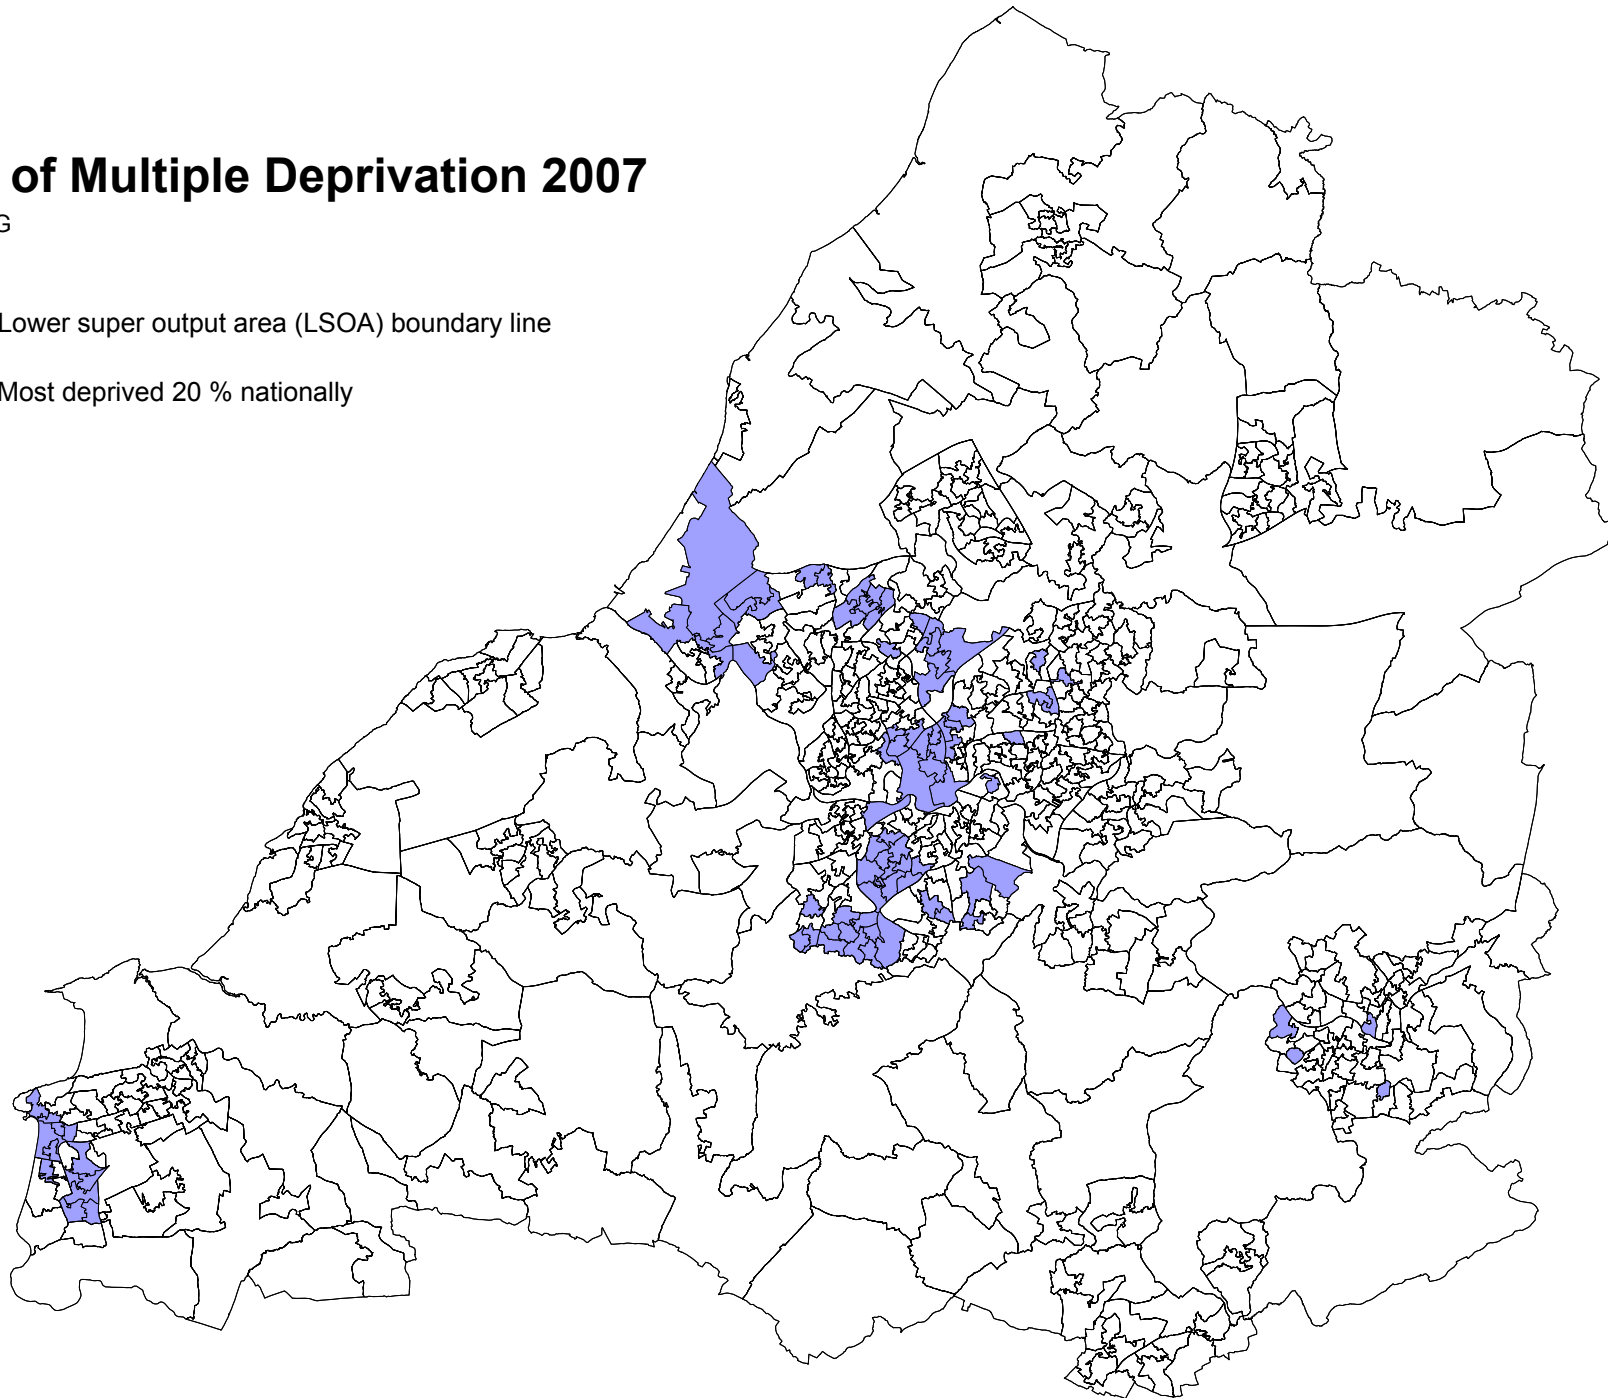 of Multiple Deprivation 2007
G
Lower super output area (LSOA) boundary line
Most deprived 20 % nationally